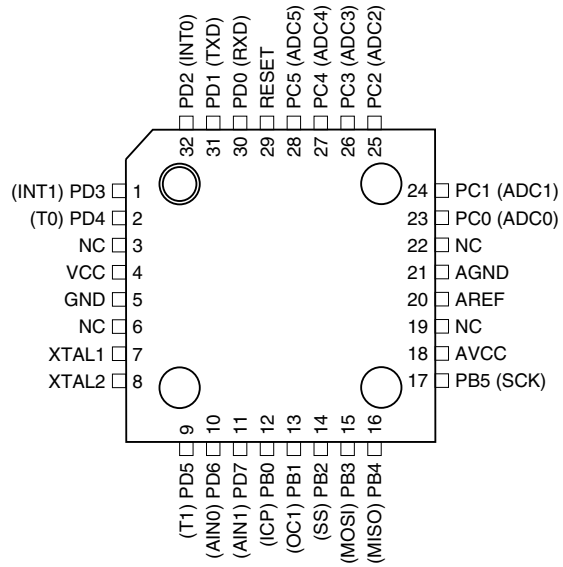 PD2 (INT0)
PD1 (TXD)
PD0 (RXD)
RESET
PC5 (ADC5)
PC4 (ADC4)
PC3 (ADC3)
PC2 (ADC2)
32
31
30
29
28
27
26
25
(INT1) PD3
1
(T0) PD4
2
NC
3
VCC
4
GND
5
NC
6
XTAL1
7
XTAL2
8
24
PC1 (ADC1)
23
PC0 (ADC0)
22
NC
21
AGND
20
AREF
19
NC
18
AVCC
17
PB5 (SCK)
9
10
11
12
13
14
15
16
(T1) PD5
(AIN0) PD6
(AIN1) PD7
(ICP) PB0
(OC1) PB1
(SS) PB2
(MOSI) PB3
(MISO) PB4